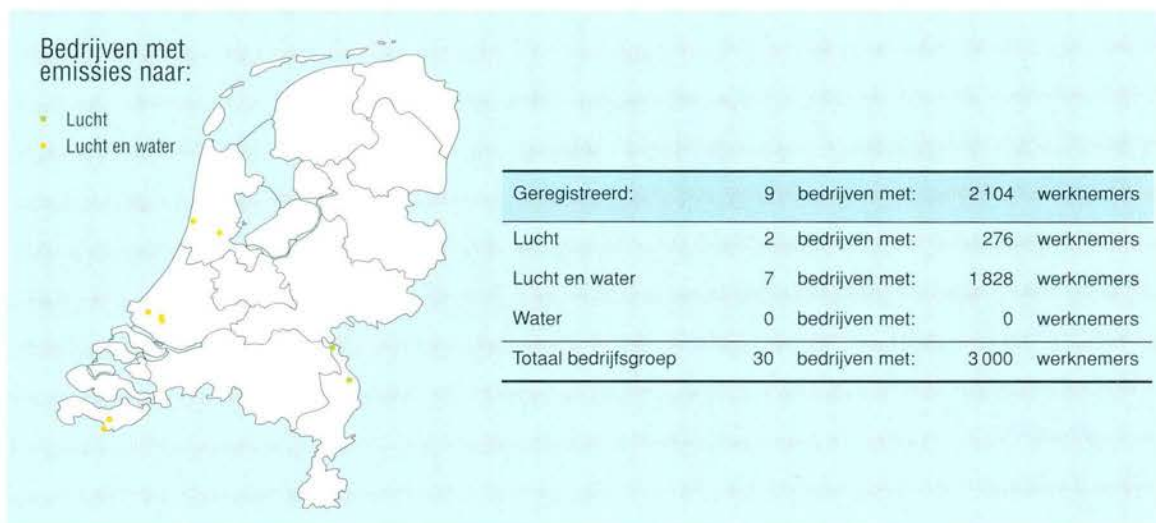 Bedrijven met
emissies naar:
Lucht
Lucht en water
Geregistreerd: 9 bedrijven met: 2 104 werknemers
Lucht 2 bedrijven met: 276 werknemers
Lucht en water 7 bedrijven met: 1 828 werknemers
Water 0 bedrijven met: 0 werknemers
Totaal bedrijfsgroep 30 bedrijven met: 3 000 werknemers